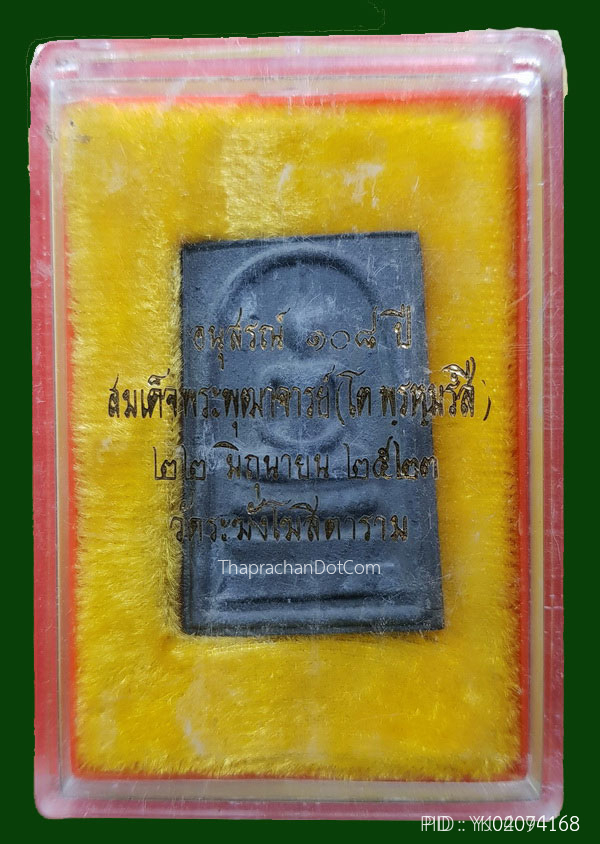 อนุสรณ์ ๑๐๘ ปี
สมเด็จพระพุฒาจารย์ (โต พฺรหฺมรํสี)
๒๒ มิถุนายน ๒๕๒๓
วัดระฆังโฆสิตาราม
ThaprachanDotCom
PID :: YK02094168